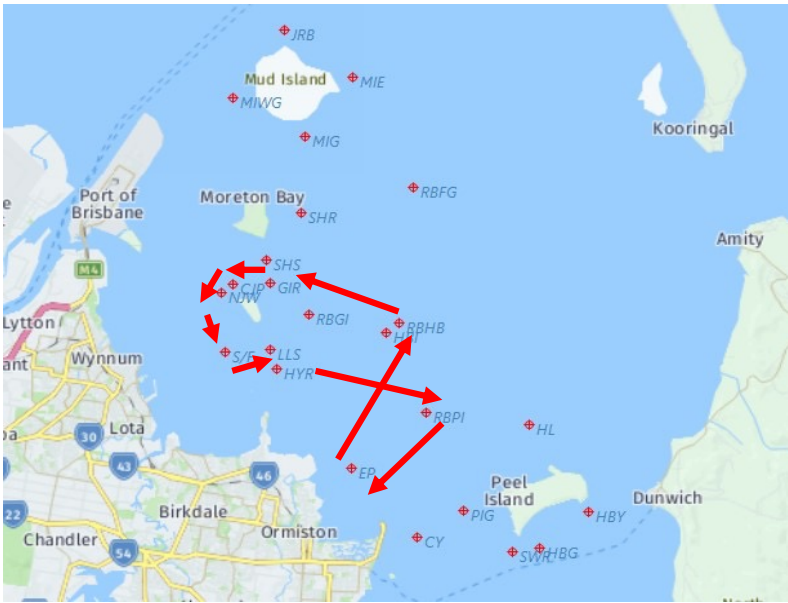 JRB
Mud Island
MIE
MIWG
Kooringal
MIG
Port of
Brisbane
Moreton Bay
RBFG
SHR
Amity
M4
SHS
CJP
GIR
NJW
RBGI
RBHB
Lytton
Wynnum
S/F
LLS
HYR
RBPI
HL
Lota
30
43
46
EP
Peel
Island
Dunwich
22
Birkdale
PIG
HBY
Chandler
Ormiston
54
CY
SWR
HBG